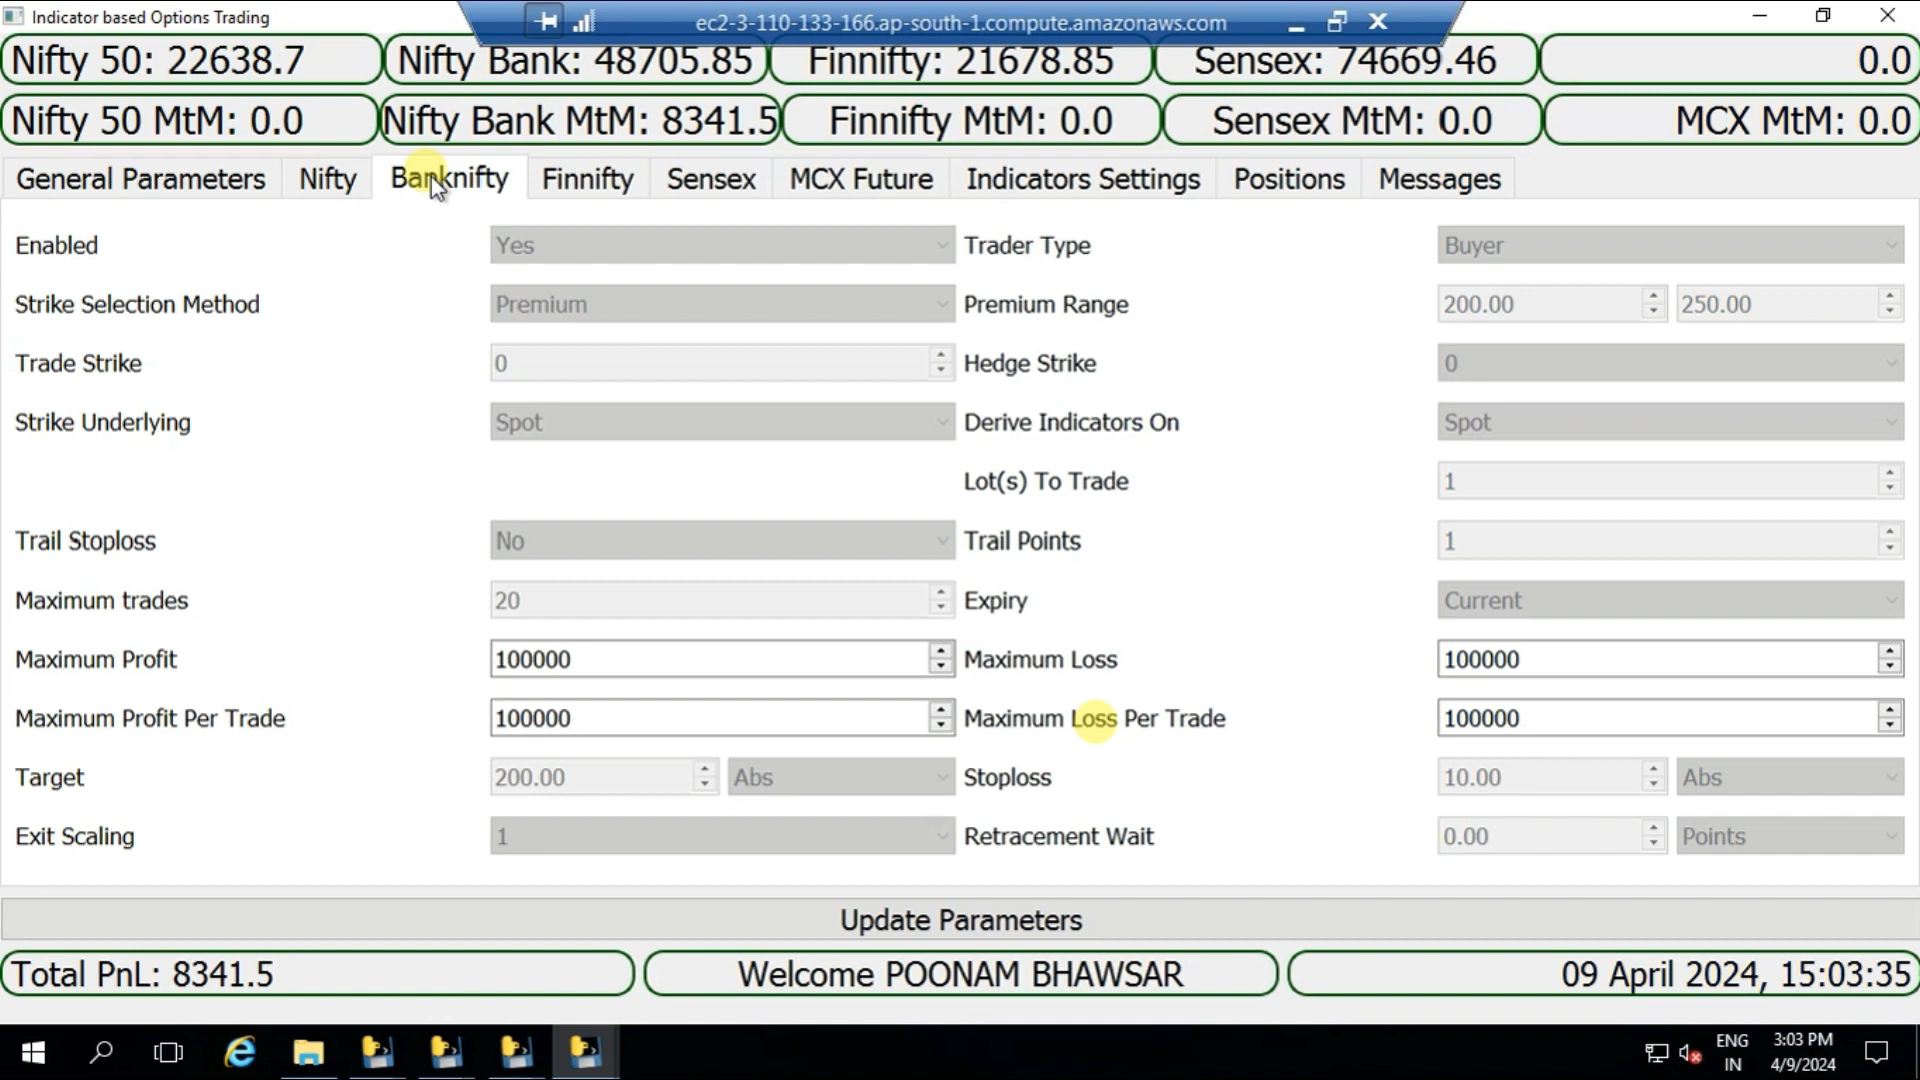 Indicator based Options Trading
ec2-3-110-133-166.ap-south-1.compute.amazonaws.com
Nifty 50: 22638.7 Nifty Bank: 48705.85 Finnifty: 21678.85 Sensex: 74669.46 0.0
Nifty 50 MtM: 0.0 Nifty Bank MtM: 8341.5 Finnifty MtM: 0.0 Sensex MtM: 0.0 MCX MtM: 0.0
General Parameters Nifty Banknifty Finnifty Sensex MCX Future Indicators Settings Positions Messages
Enabled Yes Trader Type Buyer
Strike Selection Method Premium Premium Range 200.00 250.00
Trade Strike 0 Hedge Strike 0
Strike Underlying Spot Derive Indicators On Spot
Lot(s) To Trade 1
Trail Stoploss No Trail Points 1
Maximum trades 20 Expiry Current
Maximum Profit 100000 Maximum Loss 100000
Maximum Profit Per Trade 100000 Maximum Loss Per Trade 100000
Target 200.00 Abs Stoploss 10.00 Abs
Exit Scaling 1 Retracement Wait 0.00 Points
Update Parameters
Total PnL: 8341.5 Welcome POONAM BHAWSAR 09 April 2024, 15:03:35
ENG 3:03 PM
IN 4/9/2024